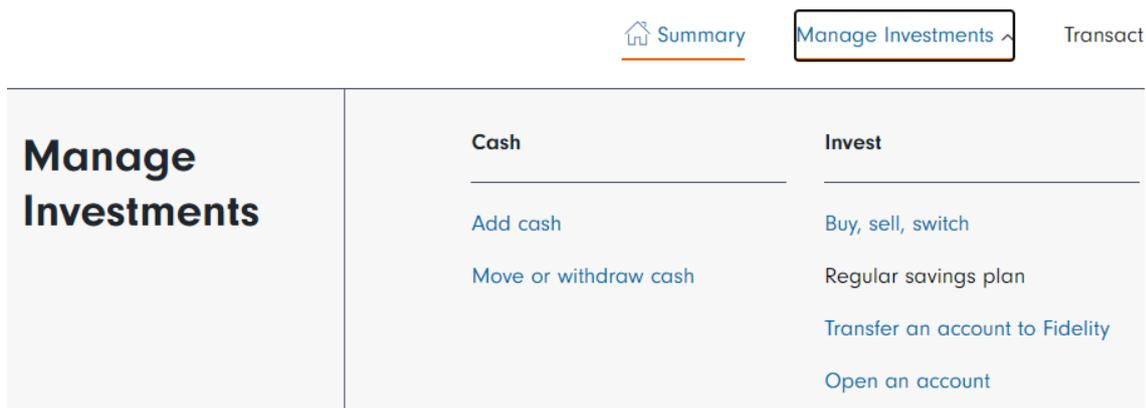 Summary
Manage Investments
Transact
Manage
Investments
Cash
Invest
Add cash
Buy, sell, switch
Move or withdraw cash
Regular savings plan
Transfer an account to Fidelity
Open an account